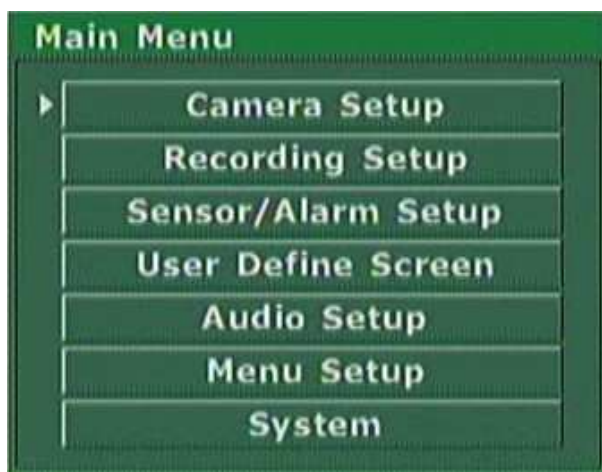 Main Menu
Camera Setup
Recording Setup
Sensor/Alarm Setup
User Define Screen
Audio Setup
Menu Setup
System